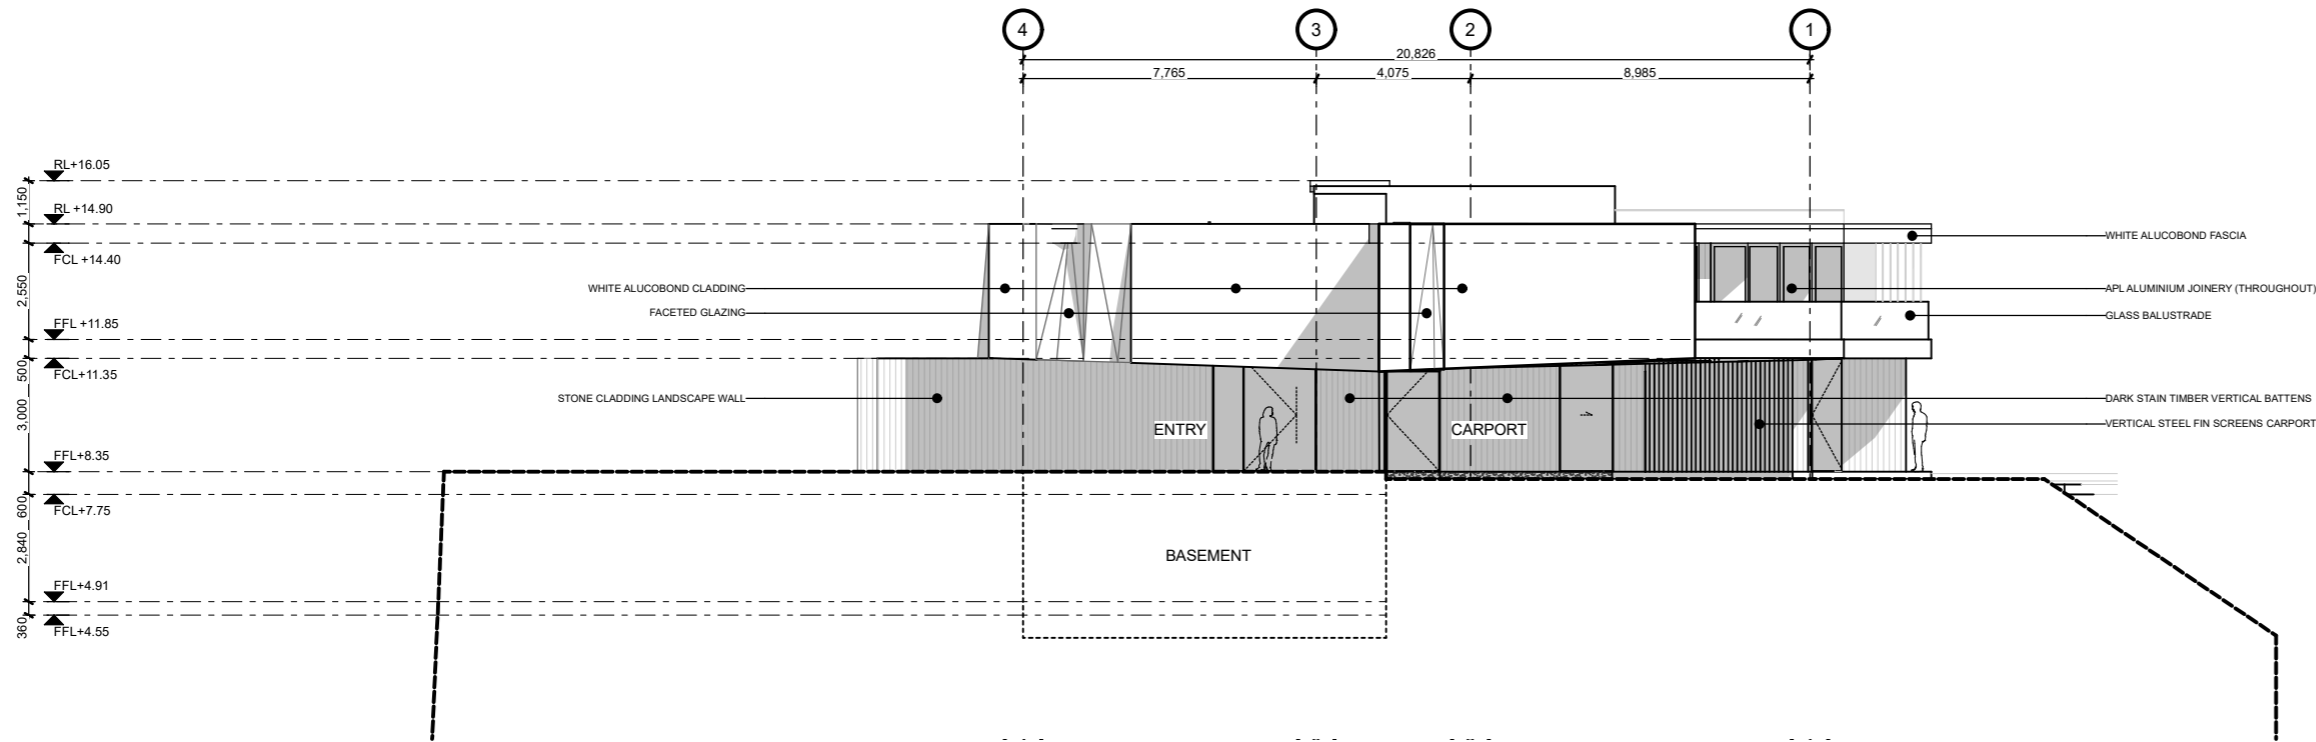 4
3
2
1
20,826
7,765
4,075
8,985
RL+16.05
1,150
RL +14.90
FCL +14.40
2,550
FFL +11.85
500
FCL+11.35
3,000
FFL+8.35
600
FCL+7.75
2,840
FFL+4.91
360
FFL+4.55
WHITE ALUCOBOND CLADDING
FACETED GLAZING
STONE CLADDING LANDSCAPE WALL
ENTRY
CARPORT
BASEMENT
WHITE ALUCOBOND FASCIA
APL ALUMINIUM JOINERY (THROUGHOUT)
GLASS BALUSTRADE
DARK STAIN TIMBER VERTICAL BATTENS
VERTICAL STEEL FIN SCREENS CARPORT